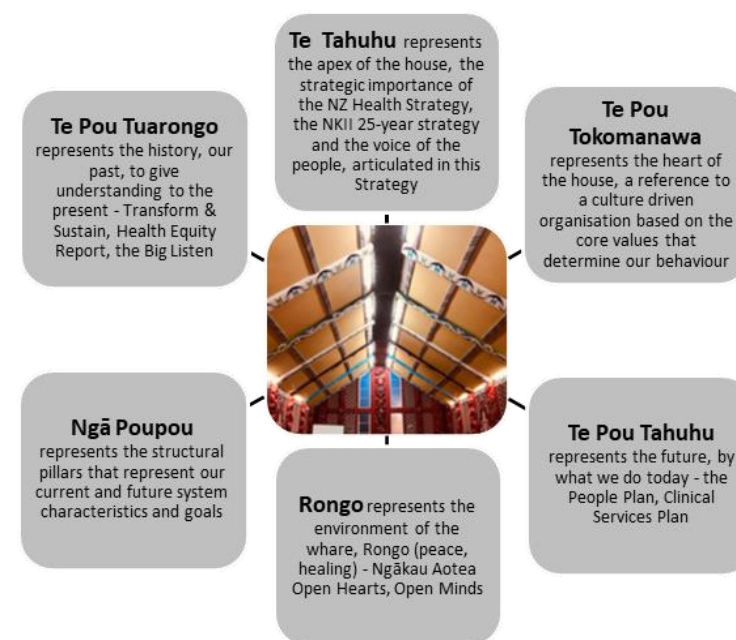 Te Tahuhu represents
the apex of the house, the
strategic importance of
the NZ Health Strategy,
the NKII 25-year strategy
and the voice of the
people, articulated in this
Strategy
Te Pou Tuarongo
represents the history, our
past, to give
understanding to the
present - Transform &
Sustain, Health Equity
Report, the Big Listen
Te Pou
Tokomanawa
represents the heart of
the house, a reference to
a culture driven
organisation based on the
core values that
determine our behaviour
Ngā Poupou
represents the structural
pillars that represent our
current and future system
characteristics and goals
Te Pou Tahuhu
represents the future, by
what we do today - the
People Plan, Clinical
Services Plan
Rongo represents the
environment of the
whare, Rongo (peace,
healing) - Ngākau Aotea
Open Hearts, Open Minds